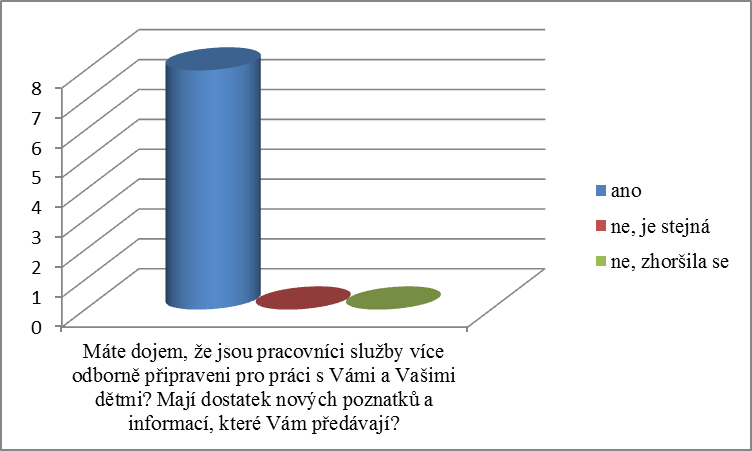 8
7
6
5
4
3
2
1
0
ano
ne, je stejná
ne, zhoršila se
Máte dojem, že jsou pracovníci služby více
odborně připraveni pro práci s Vámi a Vašimi
dětmi? Mají dostatek nových poznatků a
informací, které Vám předávají?